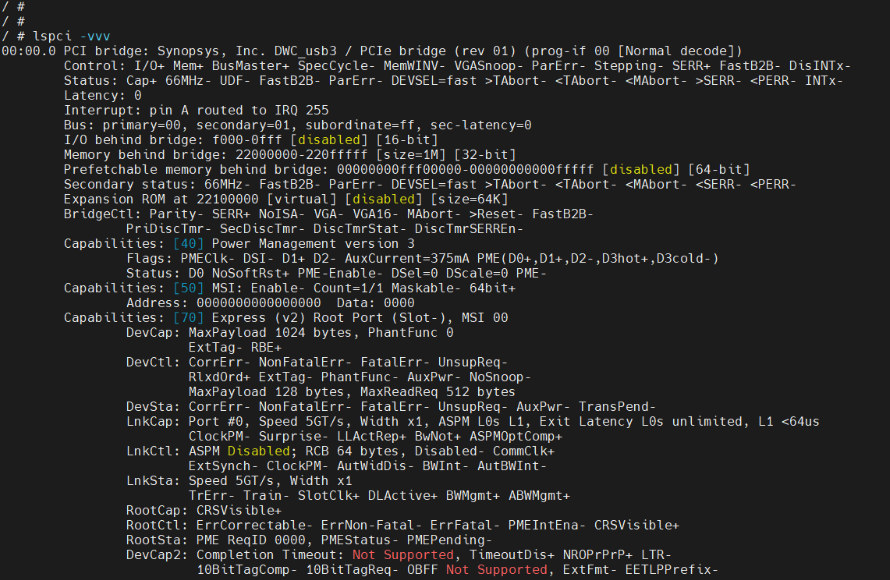 / #
/ #
/ # lspci -vvv
00:00.0 PCI bridge: Synopsys, Inc. DWC_usb3 / PCIe bridge (rev 01) (prog-if 00 [Normal decode])
Control: I/O+ Mem+ BusMaster+ SpecCycle- MemWINV- VGASnoop- ParErr- Stepping- SERR+ FastB2B- DisINTx-
Status: Cap+ 66MHz- UDF- FastB2B- ParErr- DEVSEL=fast >TAbort- <TAbort- <MAbort- >SERR- <PERR- INTx-
Latency: 0
Interrupt: pin A routed to IRQ 255
Bus: primary=00, secondary=01, subordinate=ff, sec-latency=0
I/O behind bridge: f000-0fff [disabled] [16-bit]
Memory behind bridge: 22000000-220fffff [size=1M] [32-bit]
Prefetchable memory behind bridge: 00000000fff00000-00000000000fffff [disabled] [64-bit]
Secondary status: 66MHz- FastB2B- ParErr- DEVSEL=fast >TAbort- <TAbort- <MAbort- <SERR- <PERR-
Expansion ROM at 22100000 [virtual] [disabled] [size=64K]
BridgeCtl: Parity- SERR+ NoISA- VGA- VGA16- MAbort- >Reset- FastB2B-
PriDiscTmr- SecDiscTmr- DiscTmrStat- DiscTmrSERREn-
Capabilities: [40] Power Management version 3
Flags: PMEClk- DSI- D1+ D2- AuxCurrent=375mA PME(D0+,D1+,D2-,D3hot+,D3cold-)
Status: D0 NoSoftRst+ PME-Enable- DSel=0 DScale=0 PME-
Capabilities: [50] MSI: Enable- Count=1/1 Maskable- 64bit+
Address: 0000000000000000  Data: 0000
Capabilities: [70] Express (v2) Root Port (Slot-), MSI 00
DevCap: MaxPayload 1024 bytes, PhantFunc 0
ExtTag- RBE+
DevCtl: CorrErr- NonFatalErr- FatalErr- UnsupReq-
RlxdOrd+ ExtTag- PhantFunc- AuxPwr- NoSnoop-
MaxPayload 128 bytes, MaxReadReq 512 bytes
DevSta: CorrErr- NonFatalErr- FatalErr- UnsupReq- AuxPwr- TransPend-
LnkCap: Port #0, Speed 5GT/s, Width x1, ASPM L0s L1, Exit Latency L0s unlimited, L1 <64us
ClockPM- Surprise- LLActRep+ BwNot+ ASPMOptComp+
LnkCtl: ASPM Disabled; RCB 64 bytes, Disabled- CommClk+
ExtSynch- ClockPM- AutWidDis- BWInt- AutBWInt-
LnkSta: Speed 5GT/s, Width x1
TrErr- Train- SlotClk+ DLActive+ BWMgmt+ ABWMgmt+
RootCap: CRSVisible+
RootCtl: ErrCorrectable- ErrNon-Fatal- ErrFatal- PMEIntEna- CRSVisible+
RootSta: PME ReqID 0000, PMEStatus- PMEPending-
DevCap2: Completion Timeout: Not Supported, TimeoutDis+ NROPrPrP+ LTR-
10BitTagComp- 10BitTagReq- OBFF Not Supported, ExtFmt- EETLPPrefix-